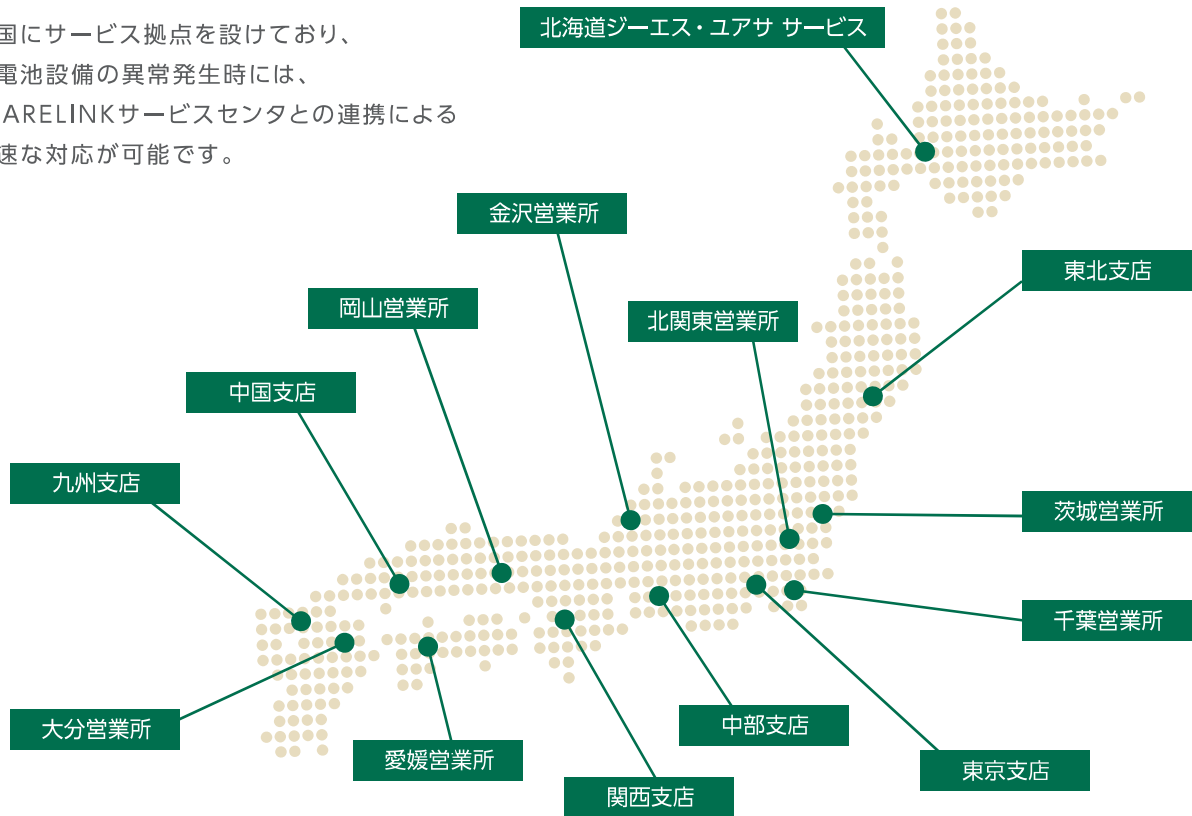 国にサービス拠点を設けており、
電池設備の異常発生時には、
ARELINKサービスセンタとの連携による
速な対応が可能です。
北海道ジーエス・ユアサ サービス
金沢営業所
東北支店
岡山営業所
北関東営業所
中国支店
九州支店
茨城営業所
千葉営業所
大分営業所
中部支店
愛媛営業所
東京支店
関西支店